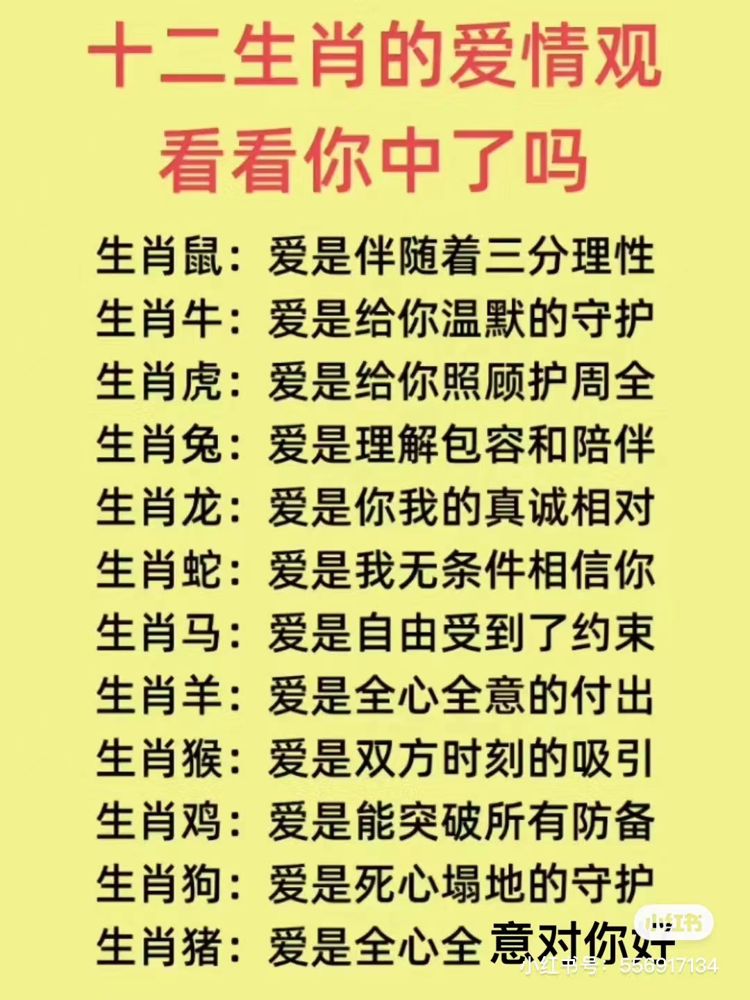 十二生肖的爱情观
看看你中了吗
生肖鼠：爱是伴随着三分理性
生肖牛：爱是给你温默的守护
生肖虎：爱是给你照顾护周全
生肖兔：爱是理解包容和陪伴
生肖龙：爱是你我的真诚相对
生肖蛇：爱是我无条件相信你
生肖马：爱是自由受到了约束
生肖羊：爱是全心全意的付出
生肖猴：爱是双方时刻的吸引
生肖鸡：爱是能突破所有防备
生肖狗：爱是死心塌地的守护
生肖猪：爱是全心全意对你好
小红书
小红书号：556917134